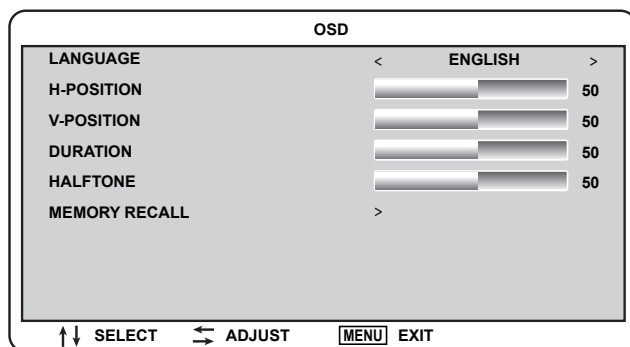 OSD
LANGUAGE < ENGLISH >
H-POSITION 50
V-POSITION 50
DURATION 50
HALFTONE 50
MEMORY RECALL >
↑↓ SELECT ⇆ ADJUST MENU EXIT